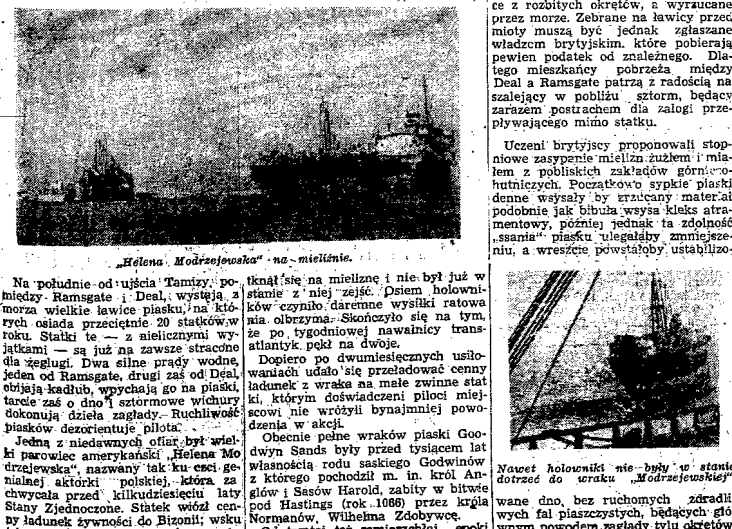 „Helena Modrzejewska" na mieliźnie.
Na południe od ujścia Tamizy, po-
między Ramsgate i Deal, wystają z
morza wielkie ławice piasku, na któ-
rych osiada przeciętnie 20 statków w
roku. Statki te — z nielicznymi wy-
jątkami — są już na zawsze stracone
dla żeglugi. Dwa silne prądy wodne,
jeden od Ramsgate, drugi zaś od Deal,
obijają kadłub, wpychają go na piaski,
tarcie zaś o dno i sztormowe wichury
dokonują dzieła zagłady. Ruchliwość
piasków dezorientuje pilota.
Jedną z niedawnych ofiar był wiel-
ki parowiec amerykański „Helena Mo
drzejewska", nazwany tak ku czci ge-
nialnej aktorki polskiej, która za
chwycała przed kilkudziesięciu laty
Stany Zjednoczone. Statek wiózł cen-
ny ładunek żywności do Bizonii; wsku
tknął się na mieliznę i nie był już w
stanie z niej zejść. Osiem holowni-
ków czyniło daremne wysiłki ratowa
nia olbrzyma. Skończyło się na tym,
że po tygodniowej nawałnicy trans-
atlantyk pękł na dwoje.
Dopiero po dwumiesięcznych usiło-
waniach udało się przeładować cenny
ładunek z wraka na małe zwinne stat
ki, którym doświadczeni piloci miej-
scowi nie wróżyli bynajmniej powo-
dzenia w akcji.
Obecnie pełne wraków piaski Goo-
dwyn Sands były przed tysiącem lat
własnością rodu saskiego Godwinów
z którego pochodził m. in. król An-
glów i Sasów Harold, zabity w bitwie
pod Hastings (rok 1066) przez króla
Normanów, Wilhelma Zdobywcę.
ce z rozbitych okrętów, a wyrzucane
przez morze. Zebrane na ławicy przed
mioty muszą być jednak zgłaszane
władzom brytyjskim, które pobierają
pewien podatek od znaleźnego. Dla-
tego mieszkańcy pobrzeża między
Deal a Ramsgate patrzą z radością na
szalejący w pobliżu sztorm, będący
zarazem postrachem dla załogi prze-
pływającego mimo statku.
Uczeni brytyjscy proponowali stop-
niowe zasypanie mielizn żużlem i mia-
łem z pobliskich zakładów górniczo-
hutniczych. Początkowo sypkie piaski
denne wsysały by zrzucany materiał
podobnie jak bibuła wsysa kleks atra-
mentowy, później jednak ta zdolność
„ssania" piasku ulegałaby zmniejsze-
niu, a wreszcie powstałoby ustabilizo-
Nawet holowniki nie były w stanie
dotrzeć do wraku „Modrzejewskiej"
wane dno, bez ruchomych zdradli
wych fal piaszczystych, będących głó
wnym powodem zagłady tylu okrętów